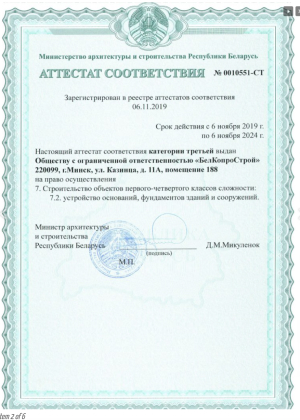 Министерство архитектуры и строительства Республики Беларусь
АТТЕСТАТ СООТВЕТСТВИЯ № 0010551-СТ
Зарегистрирован в реестре аттестатов соответствия
06.11.2019
Срок действия с 6 ноября 2019 г.
по 6 ноября 2024 г.
Настоящий аттестат соответствия категории третьей выдан
Обществу с ограниченной ответственностью «БелКопроСтрой»
220099, г.Минск, ул. Казинца, д. 11А, помещение 188
на право осуществления
7. Строительство объектов первого-четвертого классов сложности:
7.2. устройство оснований, фундаментов зданий и сооружений.
Министр архитектуры
и строительства
Республики Беларусь
Д.М.Микуленок
(подпись)
М.П.
Item 2 of 6